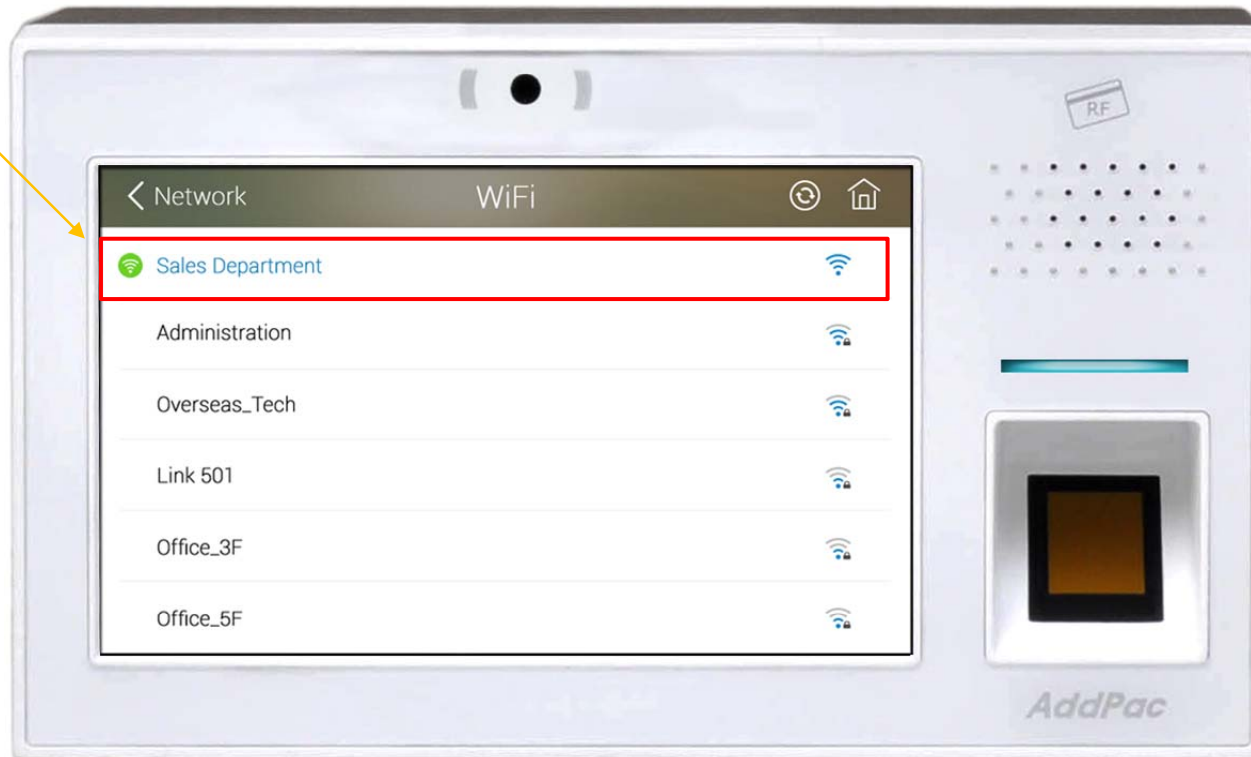 RF
Network WiFi
Sales Department
Administration
Overseas_Tech
Link 501
Office_3F
Office_5F
AddPac